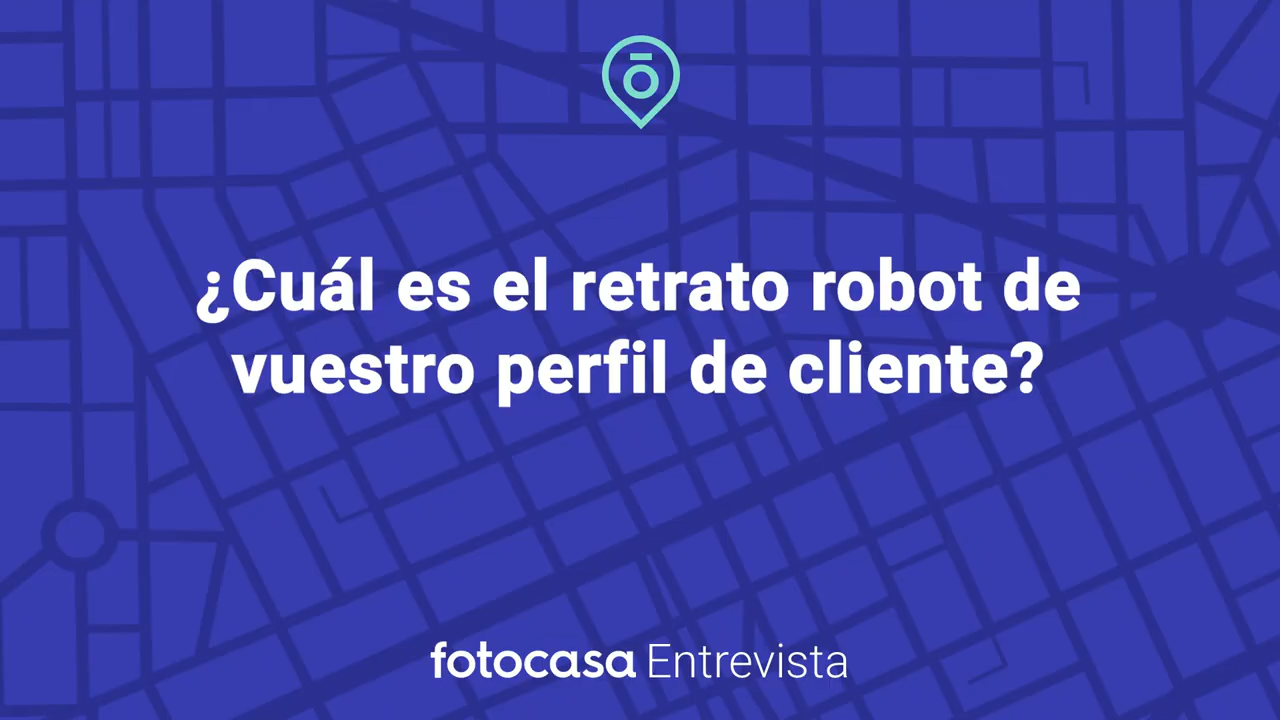 ¿Cuál es el retrato robot de
vuestro perfil de cliente?
fotocasa Entrevista